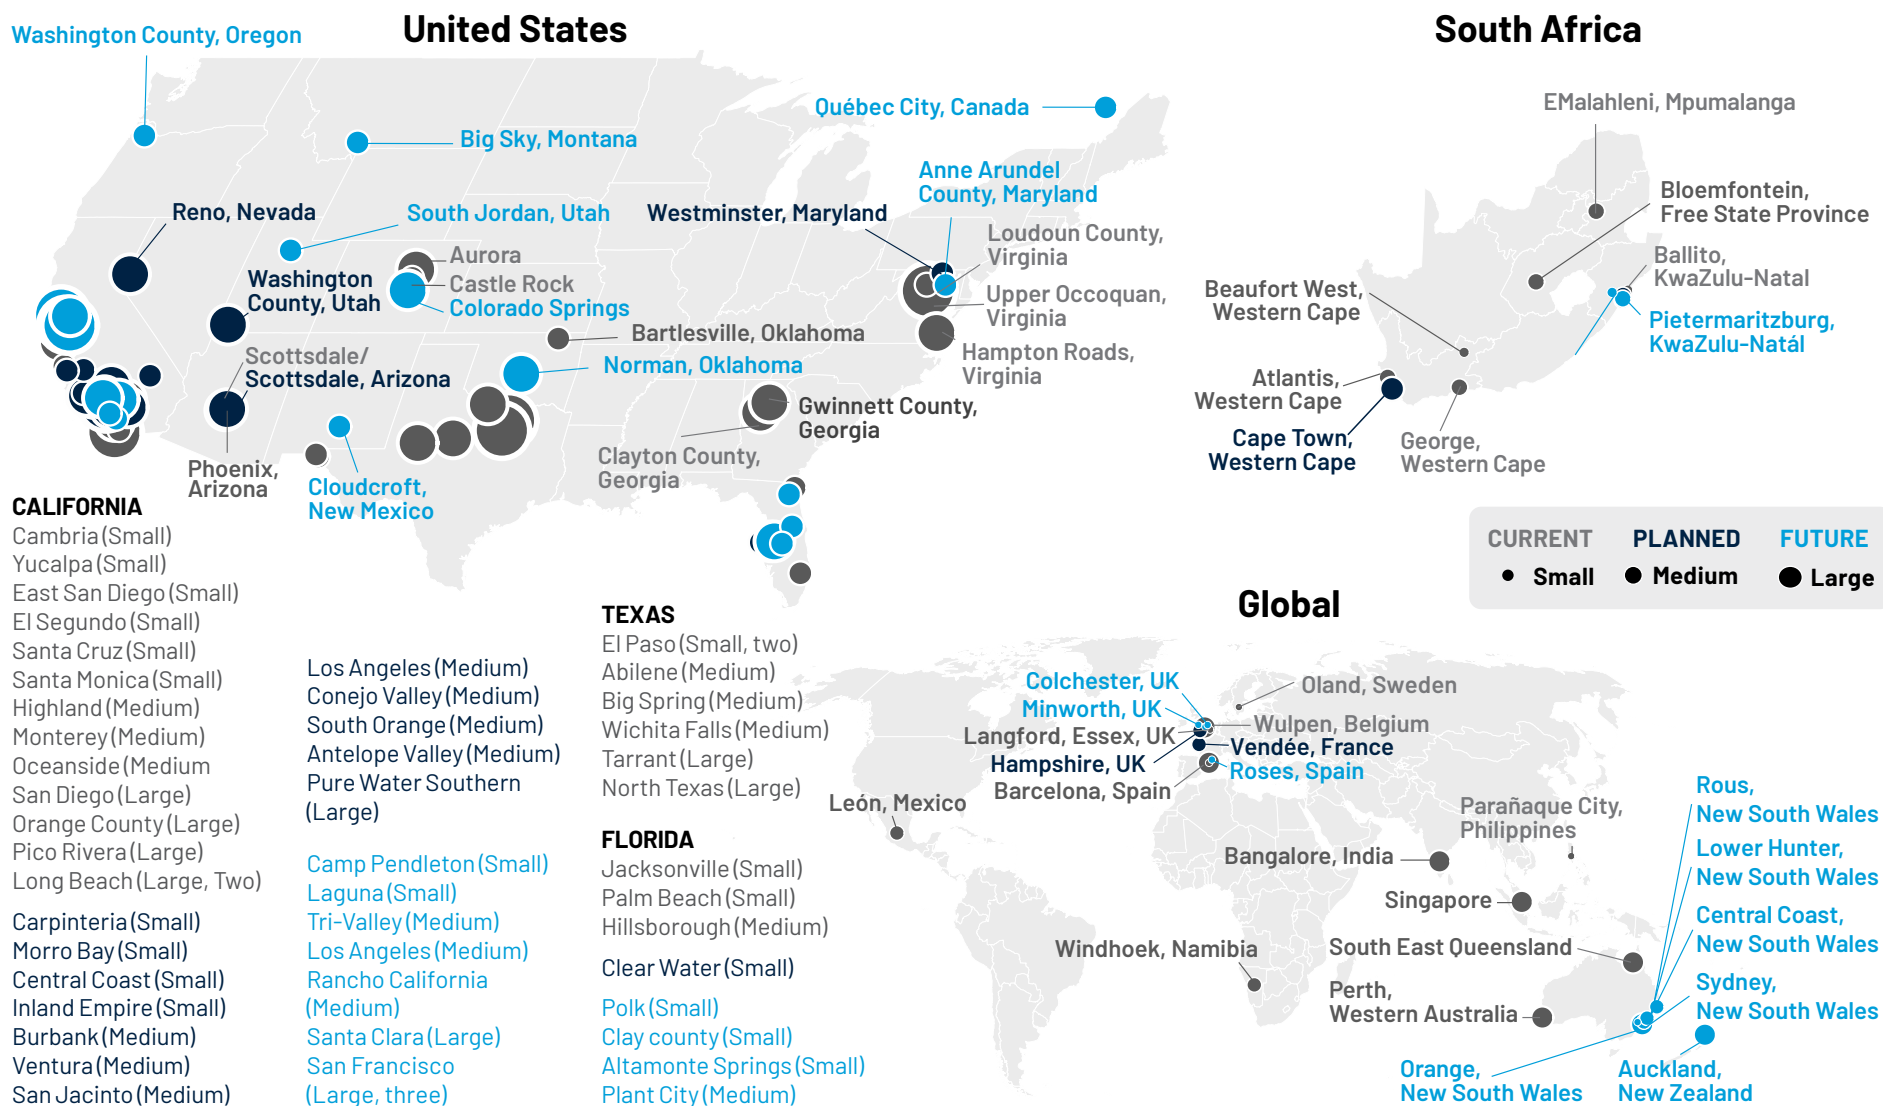 United States
South Africa
Washington County, Oregon
Québec City, Canada
Big Sky, Montana
Anne Arundel
County, Maryland
Reno, Nevada
South Jordan, Utah
Westminster, Maryland
Loudoun County,
Virginia
Aurora
Castle Rock
Colorado Springs
Washington
County, Utah
Upper Occoquan,
Virginia
Bartlesville, Oklahoma
Hampton Roads,
Virginia
Scottsdale/
Scottsdale, Arizona
Norman, Oklahoma
Gwinnett County,
Georgia
Clayton County,
Georgia
Phoenix,
Arizona
Cloudcroft,
New Mexico
EMalahleni, Mpumalanga
Bloemfontein,
Free State Province
Ballito,
KwaZulu-Natal
Beaufort West,
Western Cape
Pietermaritzburg,
KwaZulu-Natál
Atlantis,
Western Cape
Cape Town,
Western Cape
George,
Western Cape
CURRENT PLANNED FUTURE
Small Medium Large
CALIFORNIA
Cambria (Small)
Yucalpa (Small)
East San Diego (Small)
El Segundo (Small)
Santa Cruz (Small)
Santa Monica (Small)
Highland (Medium)
Monterey (Medium)
Oceanside (Medium
San Diego (Large)
Orange County (Large)
Pico Rivera (Large)
Long Beach (Large, Two)
Carpinteria (Small)
Morro Bay (Small)
Central Coast (Small)
Inland Empire (Small)
Burbank (Medium)
Ventura (Medium)
San Jacinto (Medium)
Los Angeles (Medium)
Conejo Valley (Medium)
South Orange (Medium)
Antelope Valley (Medium)
Pure Water Southern
(Large)
Camp Pendleton (Small)
Laguna (Small)
Tri-Valley (Medium)
Los Angeles (Medium)
Rancho California
(Medium)
Santa Clara (Large)
San Francisco
(Large, three)
TEXAS
El Paso (Small, two)
Abilene (Medium)
Big Spring (Medium)
Wichita Falls (Medium)
Tarrant (Large)
North Texas (Large)
FLORIDA
Jacksonville (Small)
Palm Beach (Small)
Hillsborough (Medium)
Clear Water (Small)
Polk (Small)
Clay county (Small)
Altamonte Springs (Small)
Plant City (Medium)
Global
Colchester, UK
Minworth, UK
Langford, Essex, UK
Hampshire, UK
Barcelona, Spain
Oland, Sweden
Wulpen, Belgium
Vendée, France
Roses, Spain
León, Mexico
Parañaque City,
Philippines
Bangalore, India
Singapore
Windhoek, Namibia
South East Queensland
Perth,
Western Australia
Rous,
New South Wales
Lower Hunter,
New South Wales
Central Coast,
New South Wales
Sydney,
New South Wales
Orange,
New South Wales
Auckland,
New Zealand